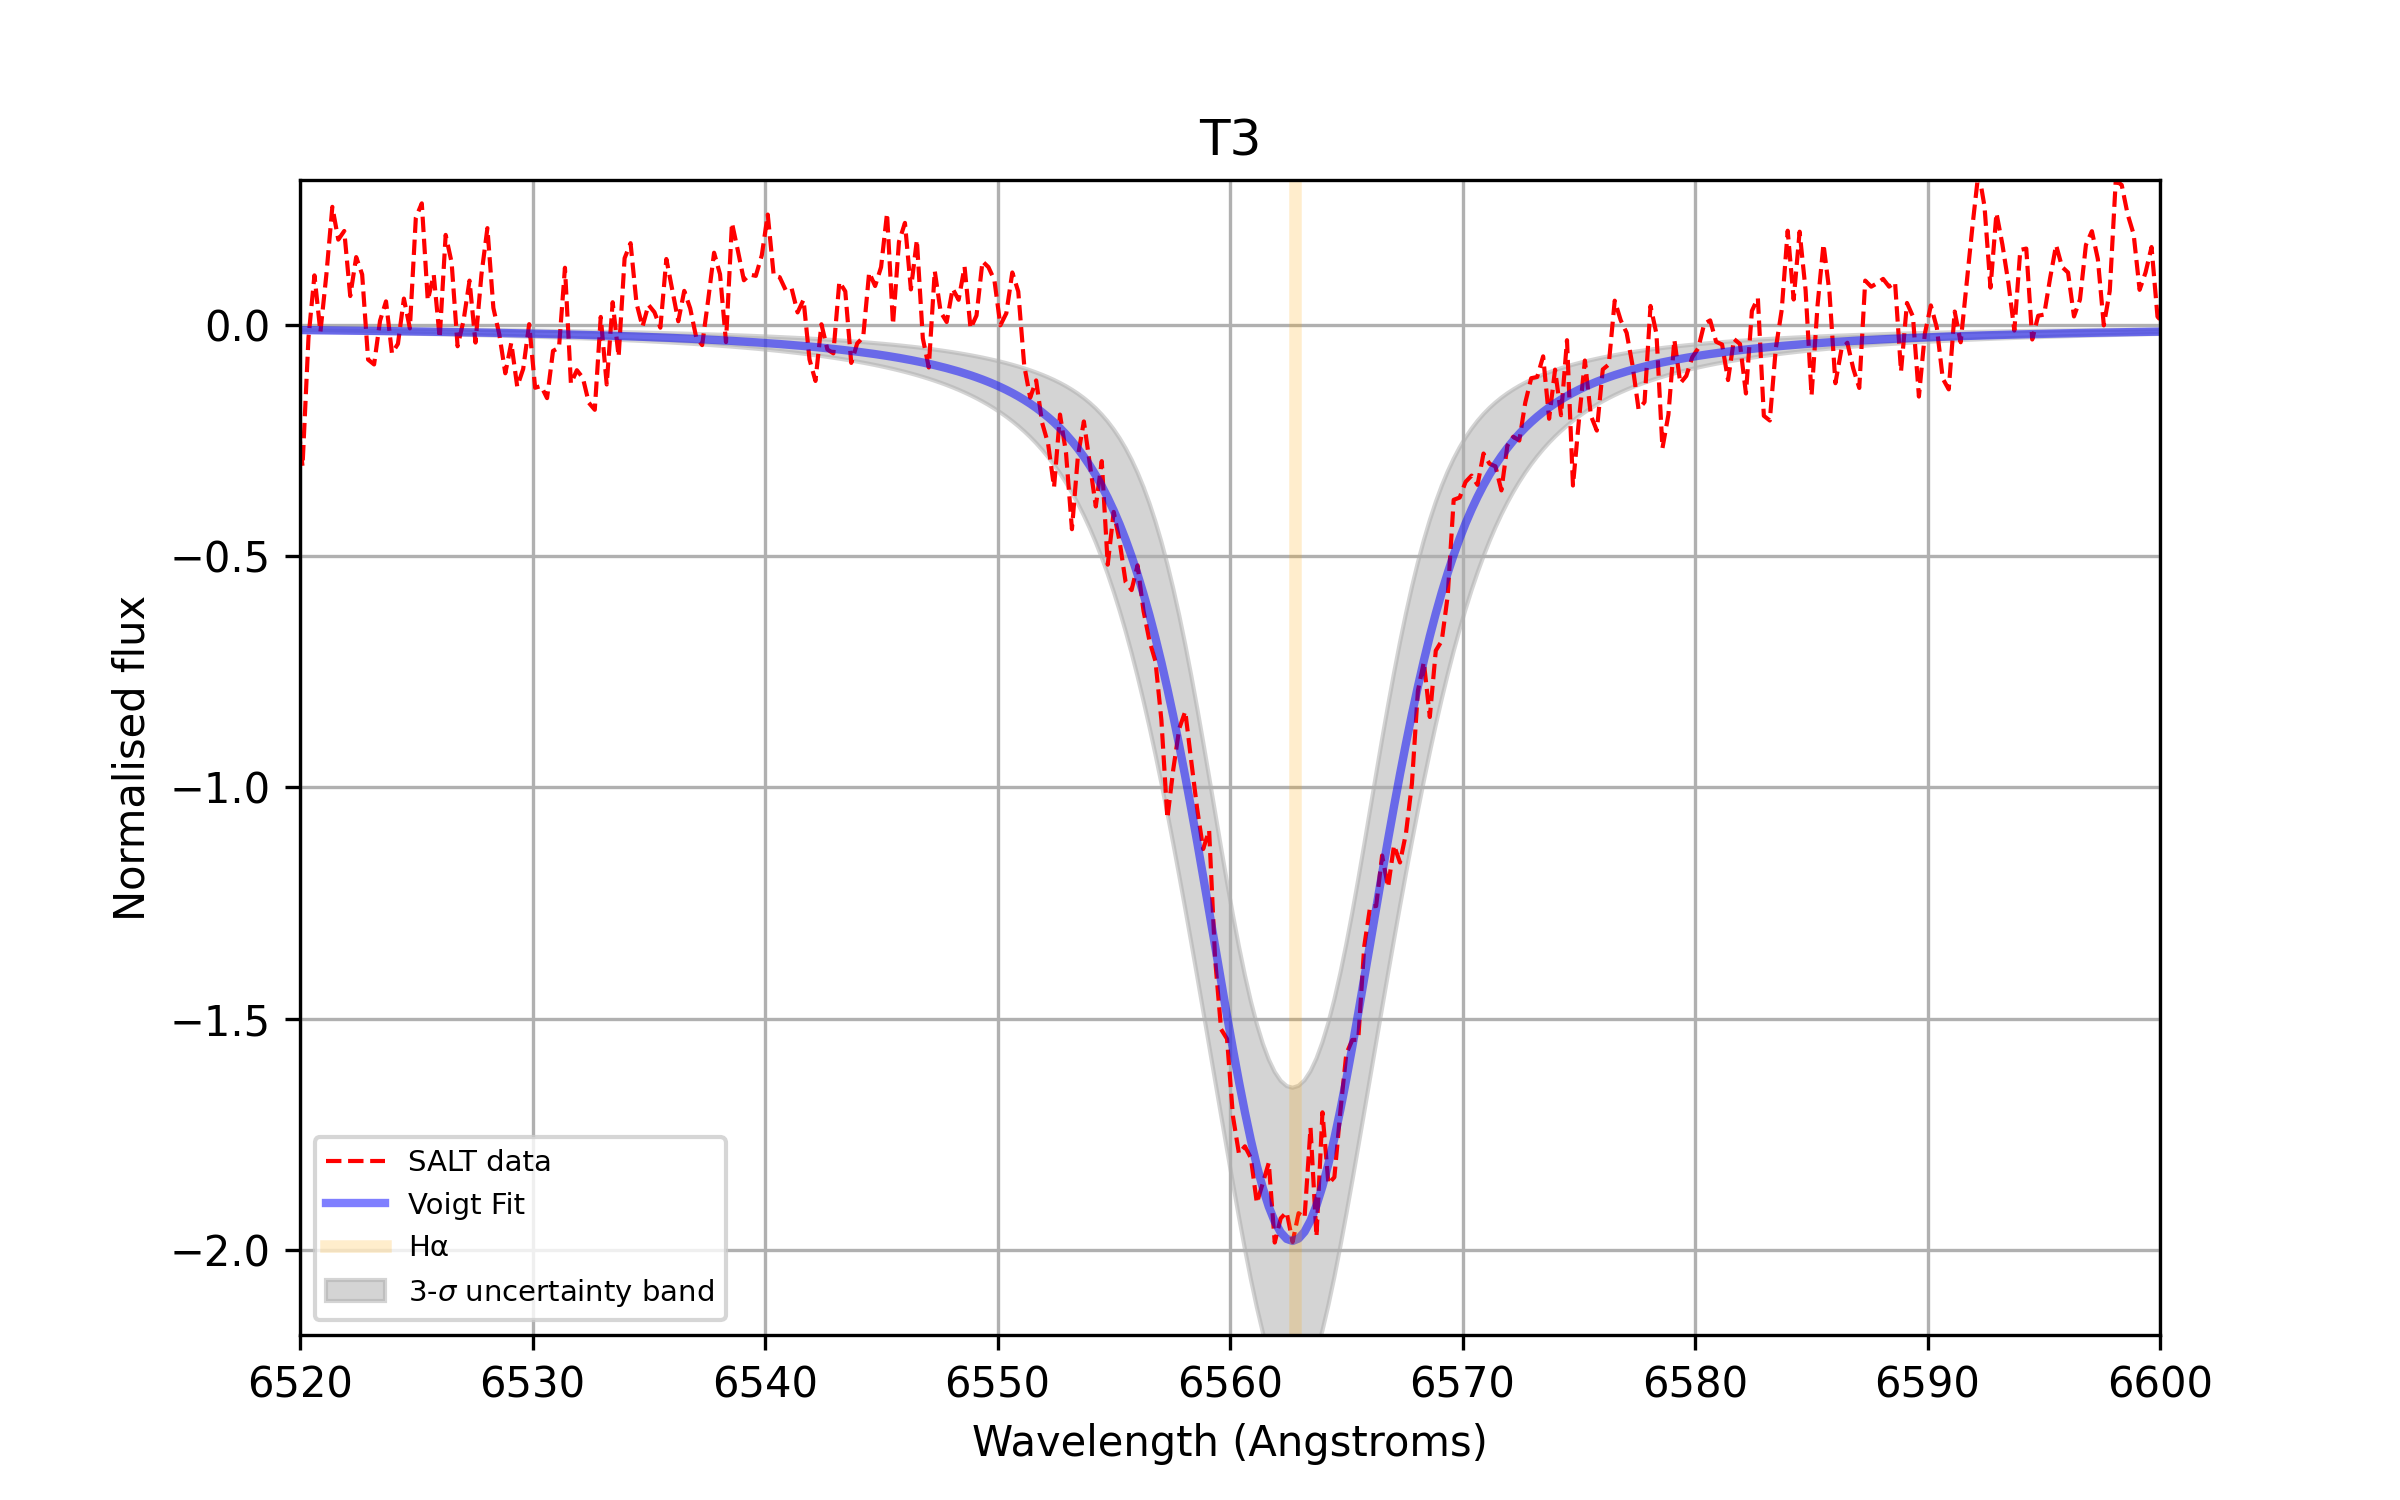 T3
Normalised flux
0.0
−0.5
−1.0
−1.5
−2.0
SALT data
Voigt Fit
Hα
3-σ uncertainty band
6520 6530 6540 6550 6560 6570 6580 6590 6600
Wavelength (Angstroms)